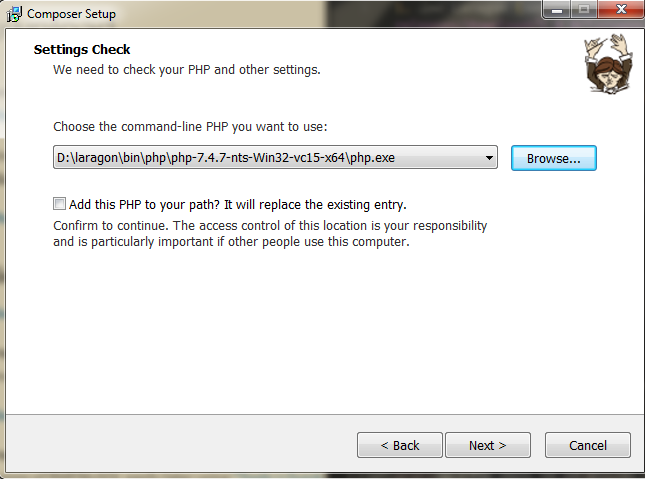 Composer Setup
Settings Check
We need to check your PHP and other settings.
Choose the command-line PHP you want to use:
D:\laragon\bin\php\php-7.4.7-nts-Win32-vc15-x64\php.exe
Browse...
Add this PHP to your path? It will replace the existing entry.
Confirm to continue. The access control of this location is your responsibility
and is particularly important if other people use this computer.
< Back
Next >
Cancel